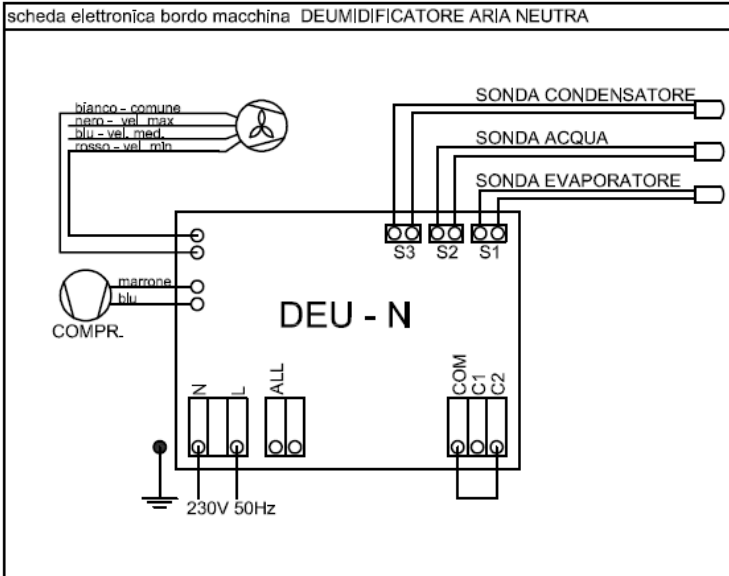 scheda elettronica bordo macchina DEUMIDIFICATORE ARIA NEUTRA
bianco - comune
nero - vel. max
blu - vel. med.
rosso - vel. min
SONDA CONDENSATORE
SONDA ACQUA
SONDA EVAPORATORE
S3 S2 S1
marrone
blu
COMPR.
DEU - N
N L ALL COM C1 C2
230V 50Hz